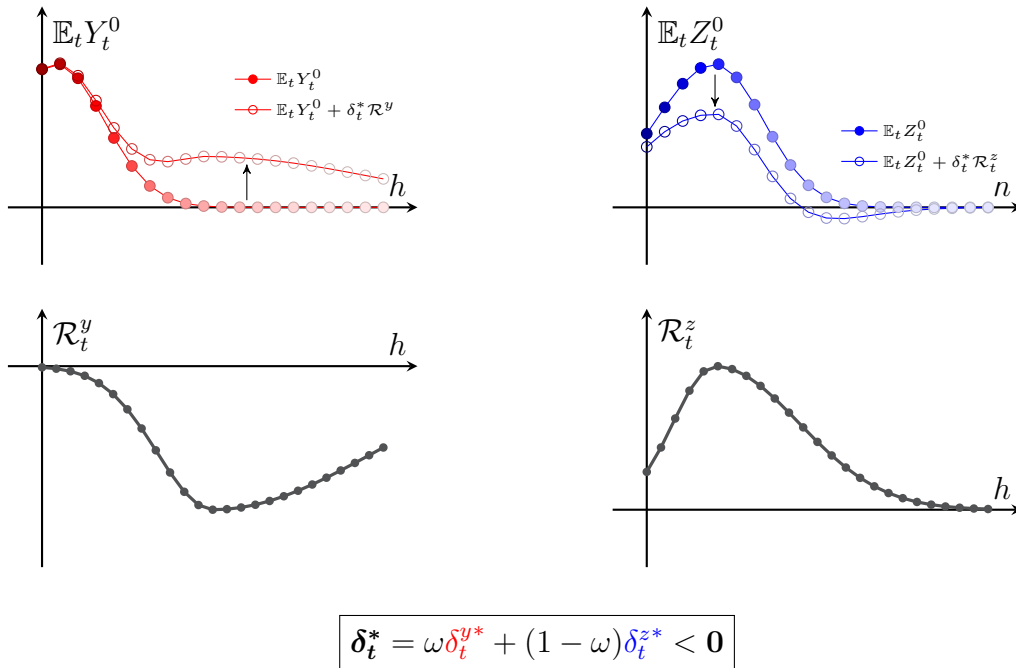 𝔼ₜYₜ⁰
𝔼ₜYₜ⁰
𝔼ₜYₜ⁰ + δₜ*ℛʸ
h
𝔼ₜZₜ⁰
𝔼ₜZₜ⁰
𝔼ₜZₜ⁰ + δₜ*ℛₜᶻ
n
ℛₜʸ
h
ℛₜᶻ
h
δₜ* = ωδₜʸ* + (1 − ω)δₜᶻ* < 0